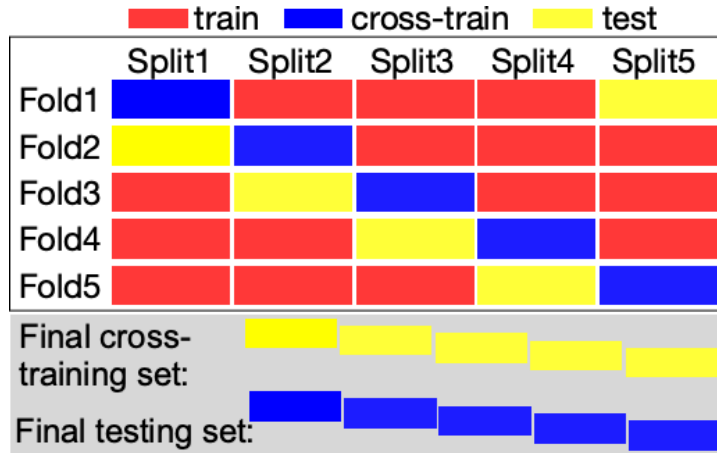 train cross-train test
Split1 Split2 Split3 Split4 Split5
Fold1
Fold2
Fold3
Fold4
Fold5
Final cross-
training set:
Final testing set: